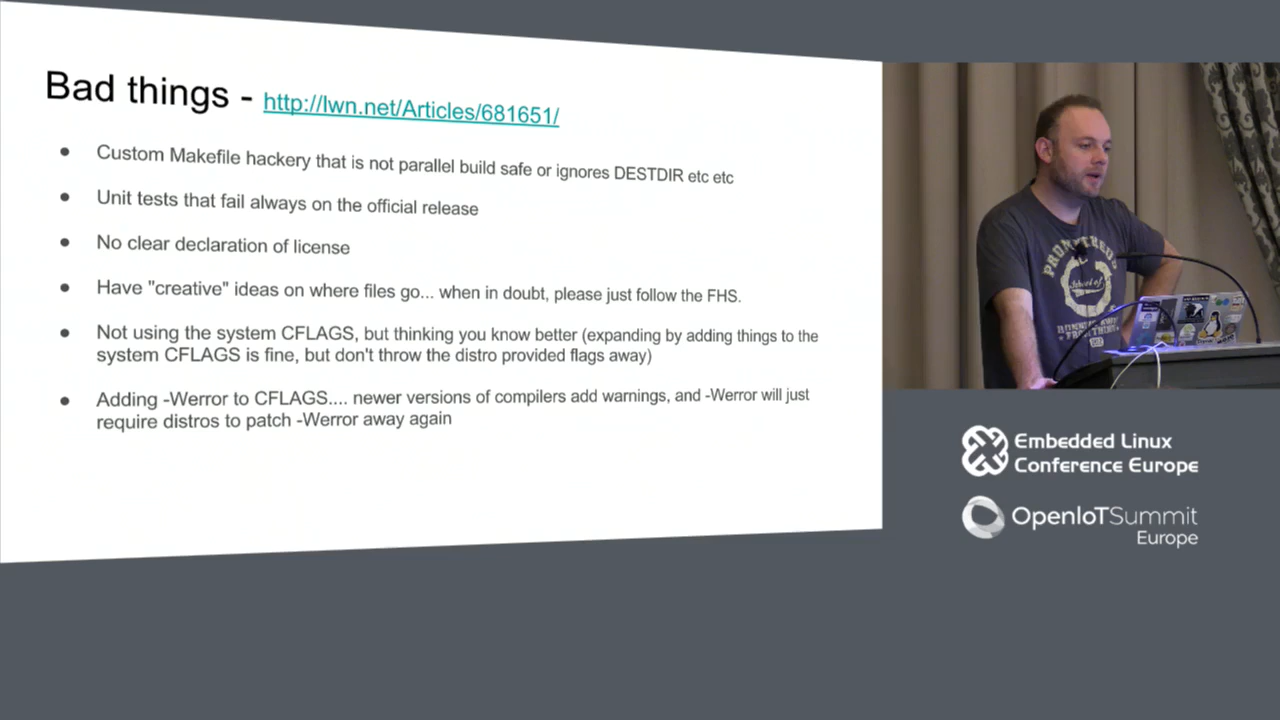 Bad things - http://lwn.net/Articles/681651/
● Custom Makefile hackery that is not parallel build safe or ignores DESTDIR etc etc
● Unit tests that fail always on the official release
● No clear declaration of license
● Have "creative" ideas on where files go... when in doubt, please just follow the FHS.
● Not using the system CFLAGS, but thinking you know better (expanding by adding things to the
system CFLAGS is fine, but don't throw the distro provided flags away)
● Adding -Werror to CFLAGS.... newer versions of compilers add warnings, and -Werror will just
require distros to patch -Werror away again
PROMETHEUS
School of
Embedded Linux
Conference Europe
OpenIoTSummit
Europe